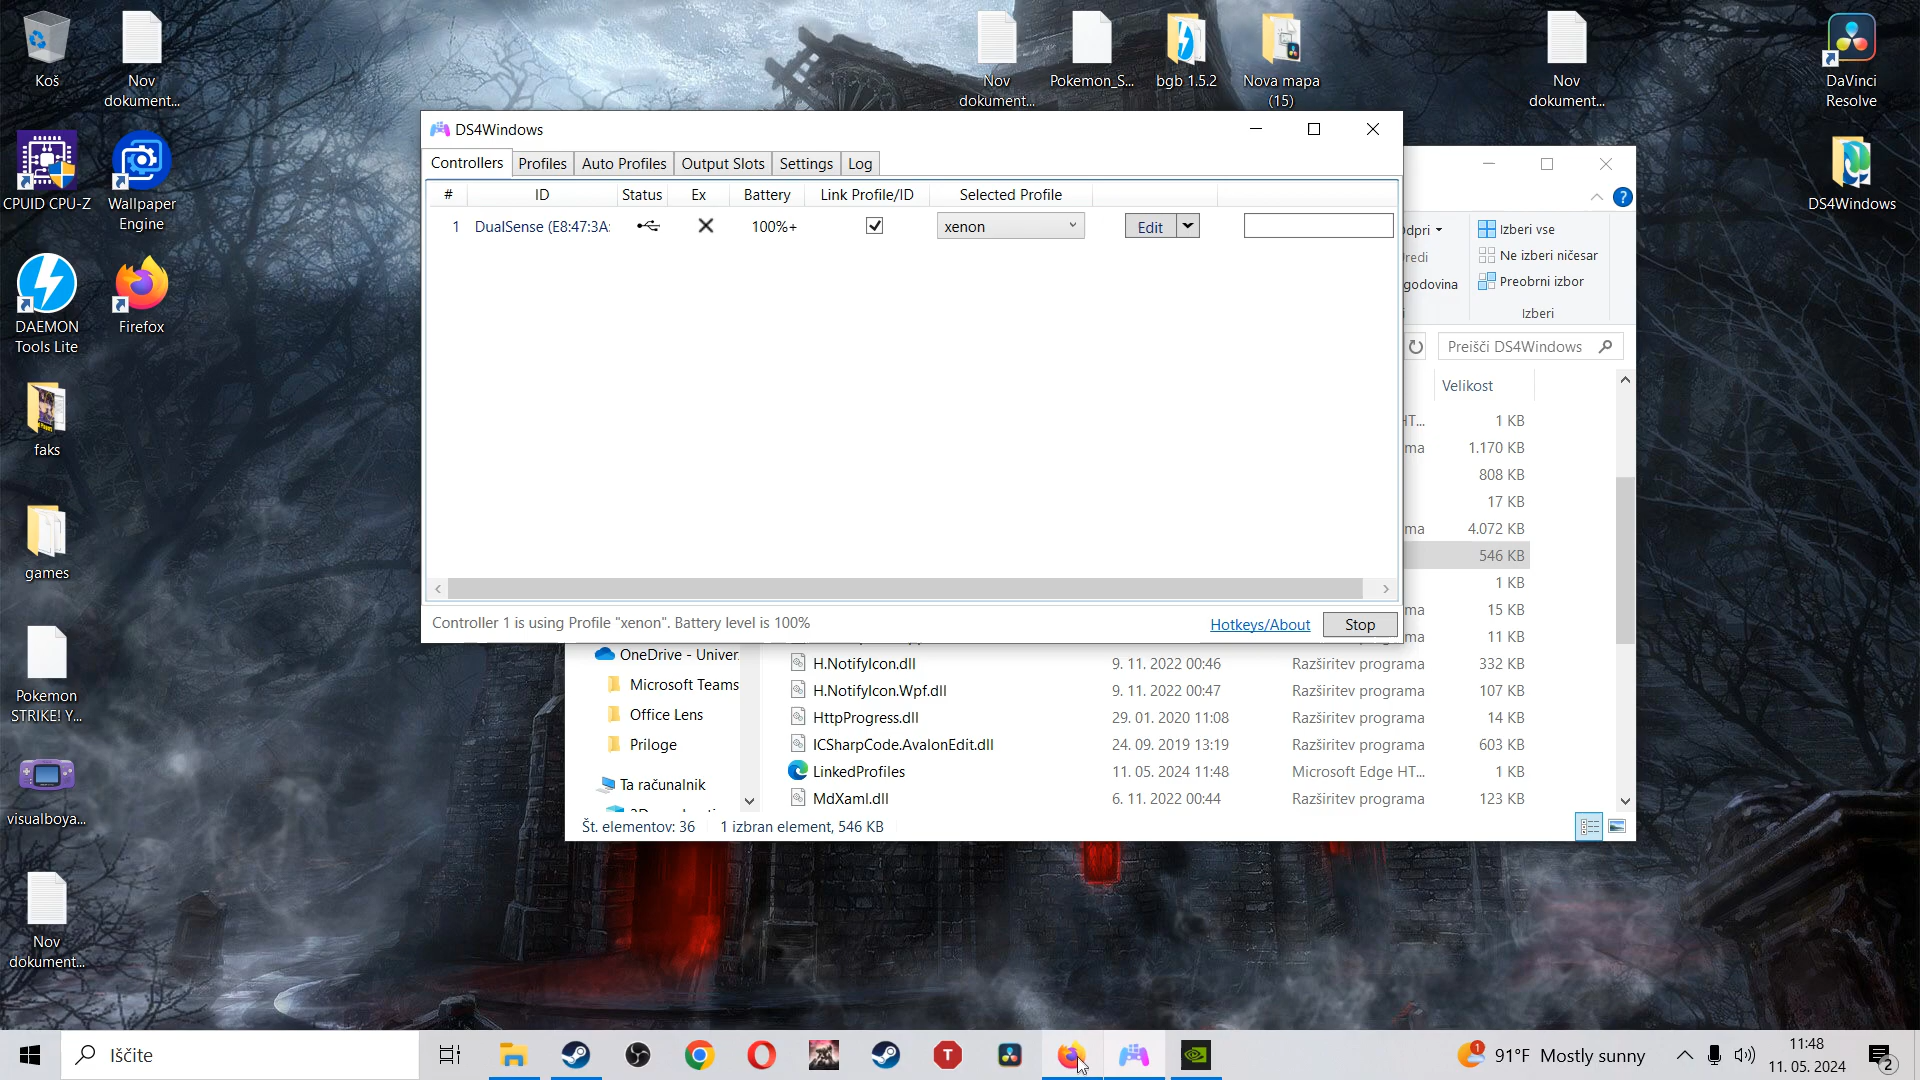 Koš
Nov
dokument...
Nov
dokument...
Pokemon_S...
bgb 1.5.2
Nova mapa
(15)
Nov
dokument...
DaVinci
Resolve
CPUID CPU-Z
Wallpaper
Engine
DS4Windows
DAEMON
Tools Lite
Firefox
faks
games
Pokemon
STRIKE! Y...
visualboya...
Nov
dokument...
DS4Windows
Controllers
Profiles
Auto Profiles
Output Slots
Settings
Log
# ID Status Ex Battery Link Profile/ID Selected Profile
1 DualSense (E8:47:3A: 100%+ xenon Edit
Controller 1 is using Profile "xenon". Battery level is 100%
Hotkeys/About
Stop
dpri
Izberi vse
redi
Ne izberi ničesar
godovina
Preobrni izbor
Izberi
Preišči DS4Windows
Velikost
HT... 1 KB
ma 1.170 KB
808 KB
17 KB
ma 4.072 KB
546 KB
1 KB
ma 15 KB
ma 11 KB
OneDrive - Univer
Microsoft Teams
Office Lens
Priloge
Ta računalnik
H.NotifyIcon.dll 9. 11. 2022 00:46 Razširitev programa 332 KB
H.NotifyIcon.Wpf.dll 9. 11. 2022 00:47 Razširitev programa 107 KB
HttpProgress.dll 29. 01. 2020 11:08 Razširitev programa 14 KB
ICSharpCode.AvalonEdit.dll 24. 09. 2019 13:19 Razširitev programa 603 KB
LinkedProfiles 11. 05. 2024 11:48 Microsoft Edge HT... 1 KB
MdXaml.dll 6. 11. 2022 00:44 Razširitev programa 123 KB
Št. elementov: 36 1 izbran element, 546 KB
Iščite
1
91°F Mostly sunny
11:48
11. 05. 2024
2